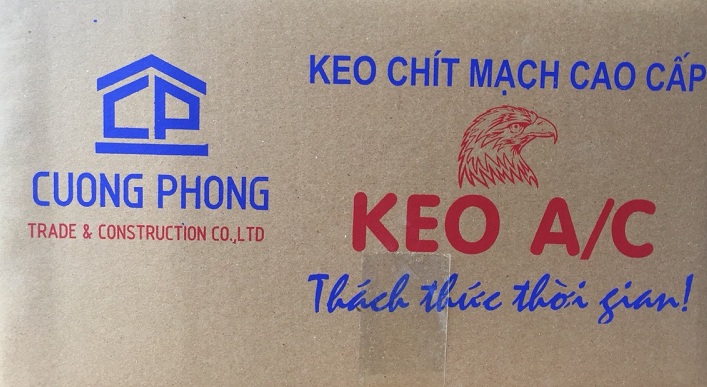 CP
CUONG PHONG
TRADE & CONSTRUCTION CO.,LTD
KEO CHÍT MẠCH CAO CẤP
KEO A/C
Thách thức thời gian!